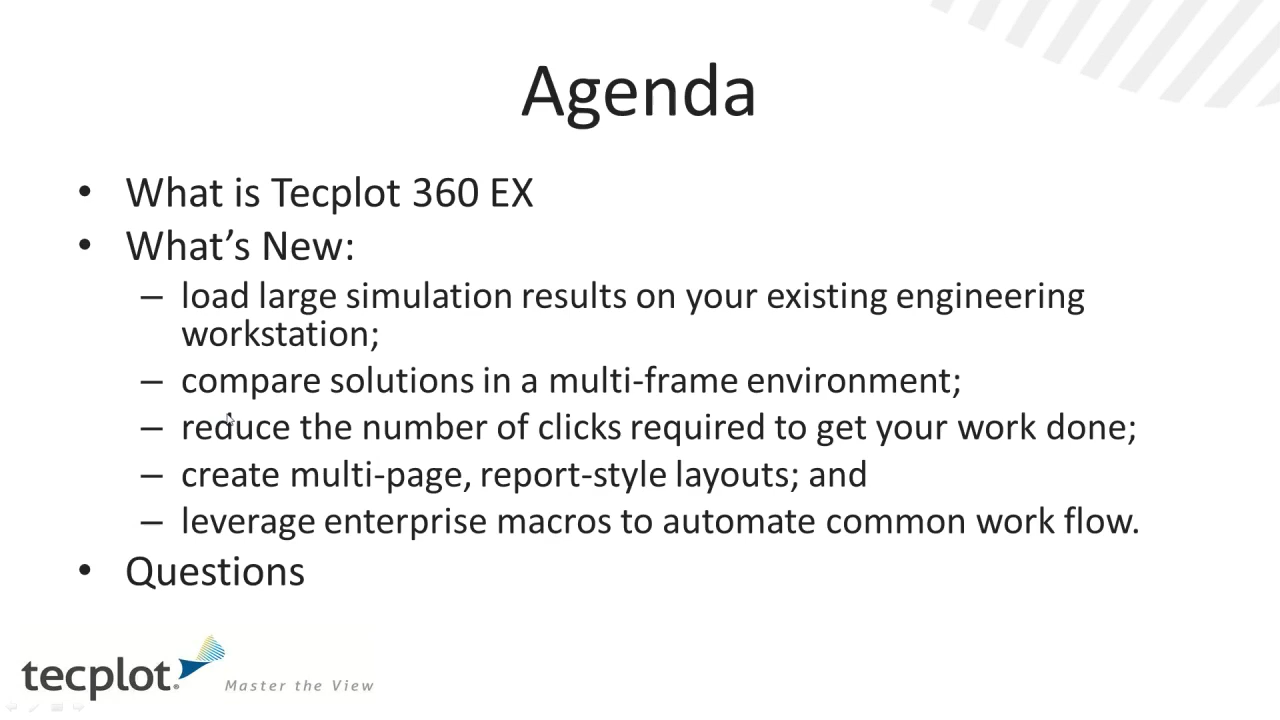 Agenda
• What is Tecplot 360 EX
• What’s New:
– load large simulation results on your existing engineering
workstation;
– compare solutions in a multi-frame environment;
– reduce the number of clicks required to get your work done;
– create multi-page, report-style layouts; and
– leverage enterprise macros to automate common work flow.
• Questions
tecplot® Master the View